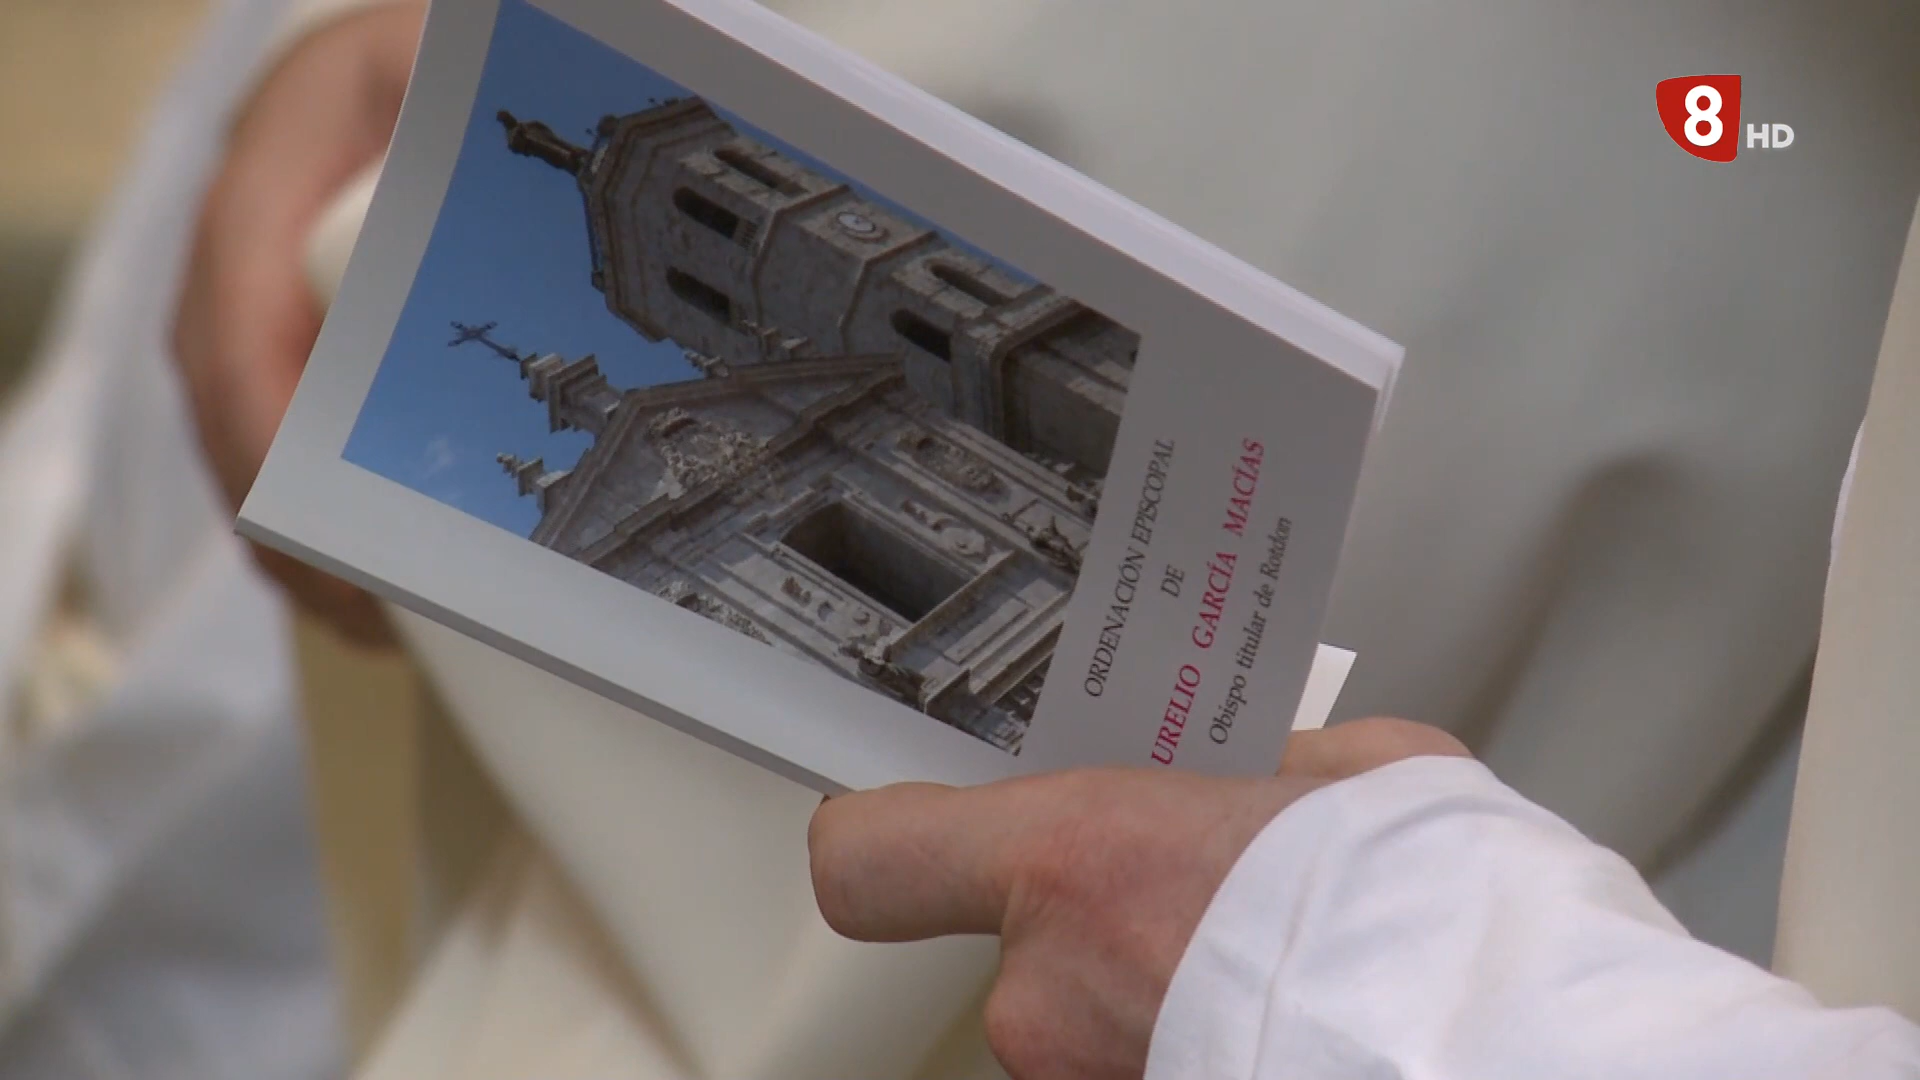 8 HD
ORDENACIÓN EPISCOPAL
DE
URELIO GARCÍA MACÍAS
Obispo titular de Rotdon